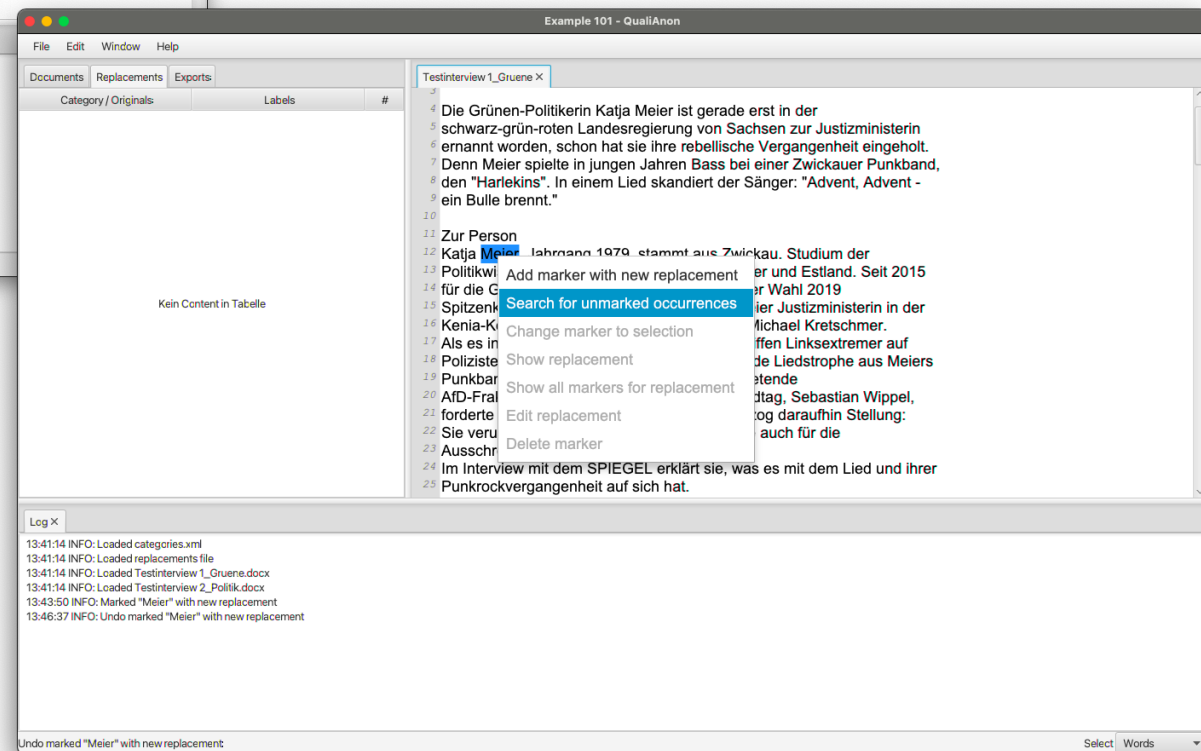 Example 101 - QualiAnon
File Edit Window Help
Documents Replacements Exports
Category / Originals Labels #
Kein Content in Tabelle
Testinterview 1_Gruene ×
3
4 Die Grünen-Politikerin Katja Meier ist gerade erst in der
5 schwarz-grün-roten Landesregierung von Sachsen zur Justizministerin
6 ernannt worden, schon hat sie ihre rebellische Vergangenheit eingeholt.
7 Denn Meier spielte in jungen Jahren Bass bei einer Zwickauer Punkband,
8 den "Harlekins". In einem Lied skandiert der Sänger: "Advent, Advent -
9 ein Bulle brennt."
10
11 Zur Person
12 Katja Meier, Jahrgang 1979, stammt aus Zwickau. Studium der
13 Politikwi er und Estland. Seit 2015
14 für die G er Wahl 2019
15 Spitzenk ier Justizministerin in der
16 Kenia-Ko Michael Kretschmer.
17 Als es in ffen Linksextremer auf
18 Poliziste de Liedstrophe aus Meiers
19 Punkban etende
20 AfD-Fral dtag, Sebastian Wippel,
21 forderte og daraufhin Stellung:
22 Sie veru auch für die
23 Ausschr
24 Im Interview mit dem SPIEGEL erklärt sie, was es mit dem Lied und ihrer
25 Punkrockvergangenheit auf sich hat.
Add marker with new replacement
Search for unmarked occurrences
Change marker to selection
Show replacement
Show all markers for replacement
Edit replacement
Delete marker
Log ×
13:41:14 INFO: Loaded categories.xml
13:41:14 INFO: Loaded replacements file
13:41:14 INFO: Loaded Testinterview 1_Gruene.docx
13:41:14 INFO: Loaded Testinterview 2_Politik.docx
13:43:50 INFO: Marked "Meier" with new replacement
13:46:37 INFO: Undo marked "Meier" with new replacement
Undo marked "Meier" with new replacement
Select Words